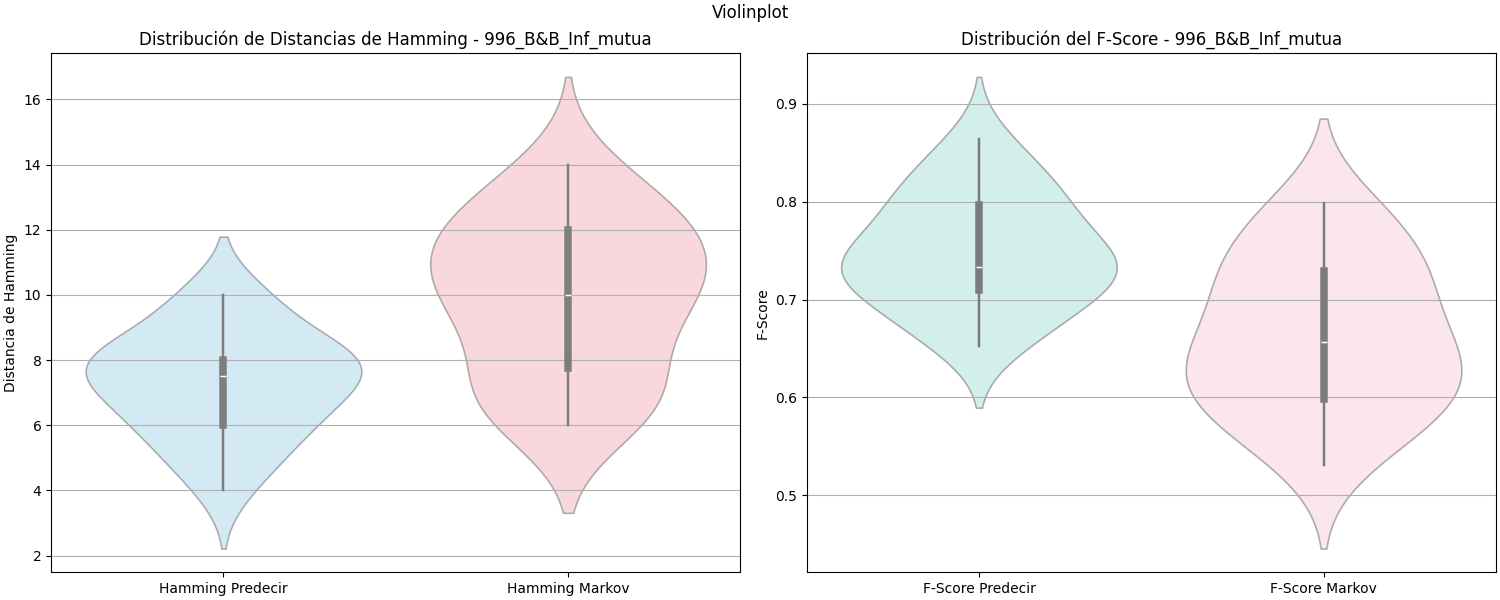 Violinplot
Distribución de Distancias de Hamming - 996_B&B_Inf_mutua
Distancia de Hamming
16
14
12
10
8
6
4
2
Hamming Predecir
Hamming Markov
Distribución del F-Score - 996_B&B_Inf_mutua
F-Score
0.9
0.8
0.7
0.6
0.5
F-Score Predecir
F-Score Markov